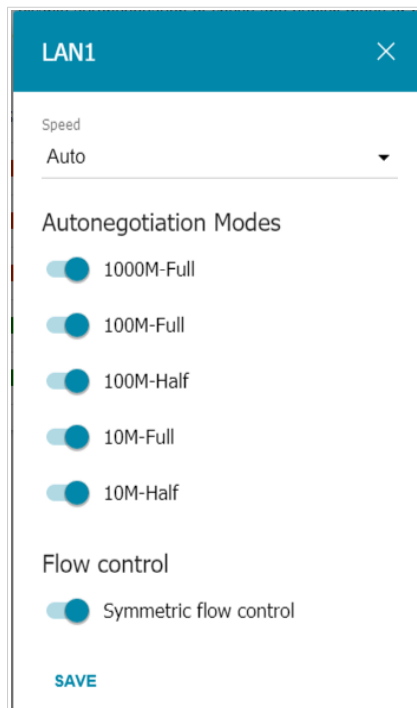 LAN1
Speed
Auto
Autonegotiation Modes
1000M-Full
100M-Full
100M-Half
10M-Full
10M-Half
Flow control
Symmetric flow control
SAVE